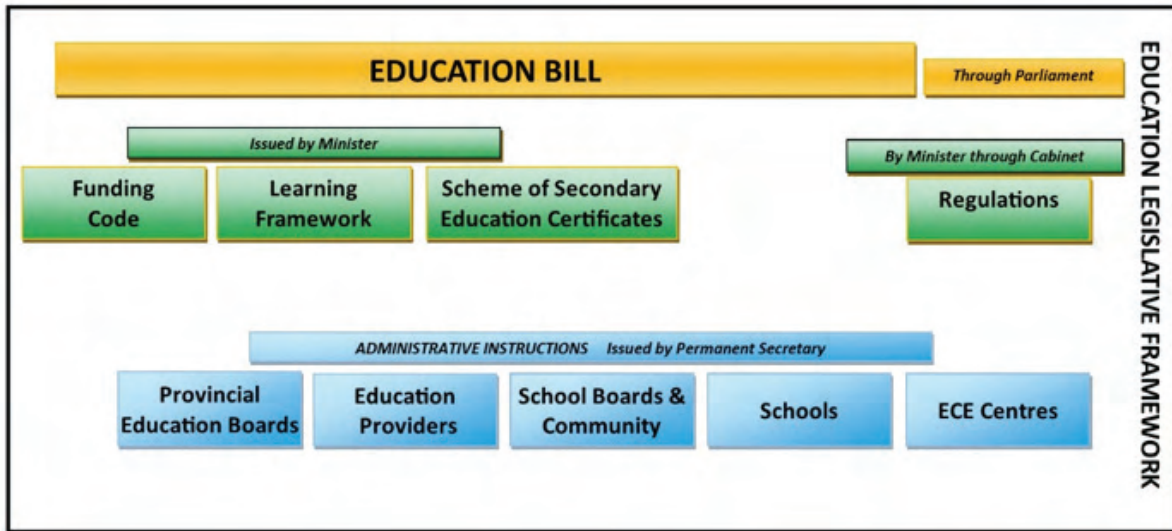 EDUCATION BILL
Through Parliament
Issued by Minister
By Minister through Cabinet
Funding
Code
Learning
Framework
Scheme of Secondary
Education Certificates
Regulations
ADMINISTRATIVE INSTRUCTIONS Issued by Permanent Secretary
Provincial
Education Boards
Education
Providers
School Boards &
Community
Schools
ECE Centres
EDUCATION LEGISLATIVE FRAMEWORK